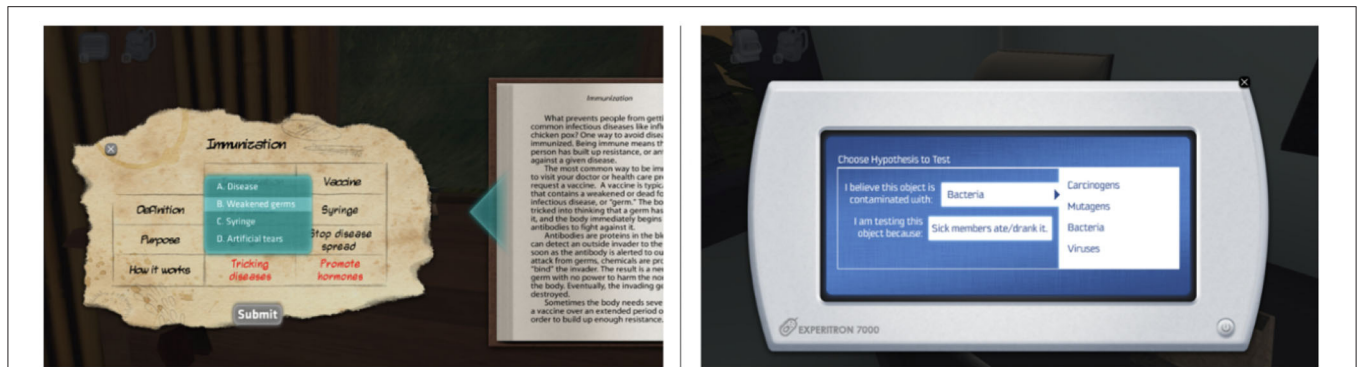 Immunization
Vaccine
A. Disease
B. Weakened germs
C. Syringe
D. Artificial tears
Definition
Syringe
Purpose
Stop disease
spread
How it works
Tricking
diseases
Promote
hormones
Submit
Immunization
What prevents people from getti
common infectious diseases like infl
chicken pox? One way to avoid disea
immunized. Being immune means th
person has built up resistance, or an
against a given disease.
The most common way to be im
to visit your doctor or health care pr
request a vaccine. A vaccine is typic
that contains a weakened or dead fo
infectious disease, or "germ." The bo
tricked into thinking that a germ has
it, and the body immediately begins
antibodies to fight against it.
Antibodies are proteins in the bl
can detect an outside invader to the
soon as the antibody is alerted to ou
attack from germs, chemicals are pro
"bind" the invader. The result is a neu
germ with no power to harm the nor
the body. Eventually, the invading ge
destroyed.
Sometimes the body needs seve
a vaccine over an extended period o
order to build up enough resistance.
Choose Hypothesis to Test
I believe this object is
contaminated with:
Bacteria
I am testing this
object because:
Sick members ate/drank it.
Carcinogens
Mutagens
Bacteria
Viruses
EXPERITRON 7000